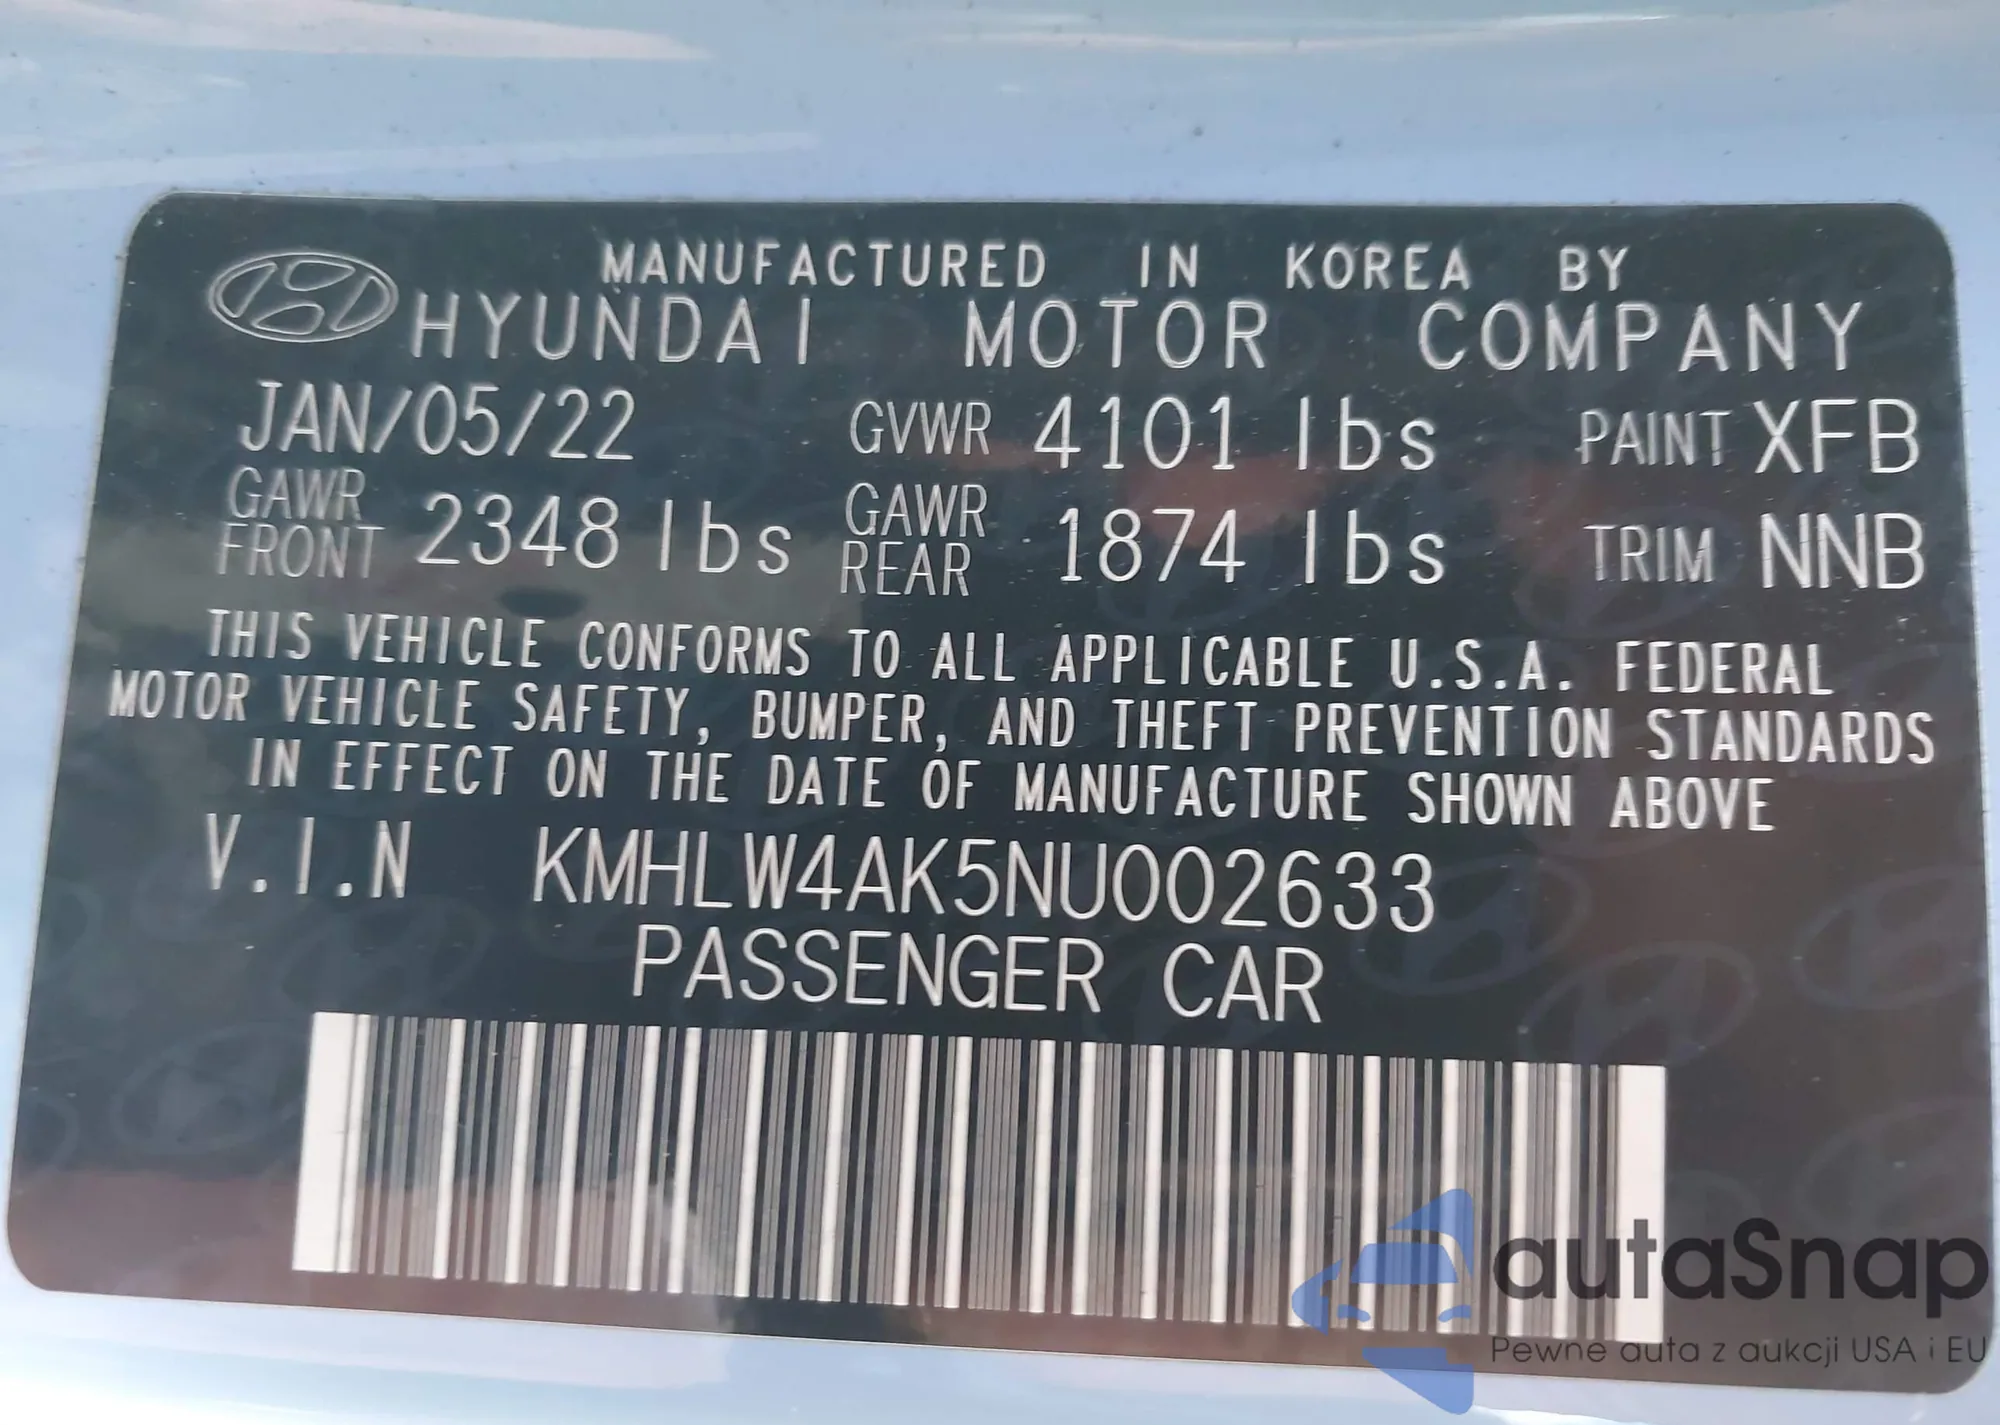 MANUFACTURED IN KOREA BY
HYUNDAI MOTOR COMPANY
JAN/05/22 GVWR 4101 lbs PAINT XFB
GAWR FRONT 2348 lbs GAWR REAR 1874 lbs TRIM NNB
THIS VEHICLE CONFORMS TO ALL APPLICABLE U.S.A. FEDERAL
MOTOR VEHICLE SAFETY, BUMPER, AND THEFT PREVENTION STANDARDS
IN EFFECT ON THE DATE OF MANUFACTURE SHOWN ABOVE
V.I.N KMHLW4AK5NU002633
PASSENGER CAR
autaSnap
Pewne auta z aukcji USA i EU